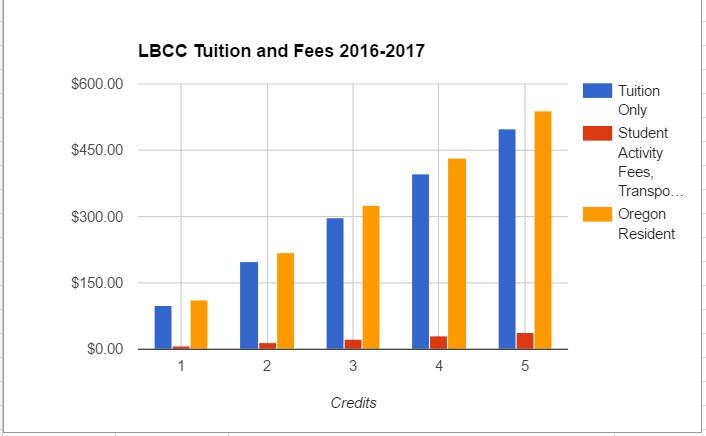 LBCC Tuition and Fees 2016-2017
$600.00
$450.00
$300.00
$150.00
$0.00
1 2 3 4 5
Credits
Tuition
Only
Student
Activity
Fees,
Transpo...
Oregon
Resident